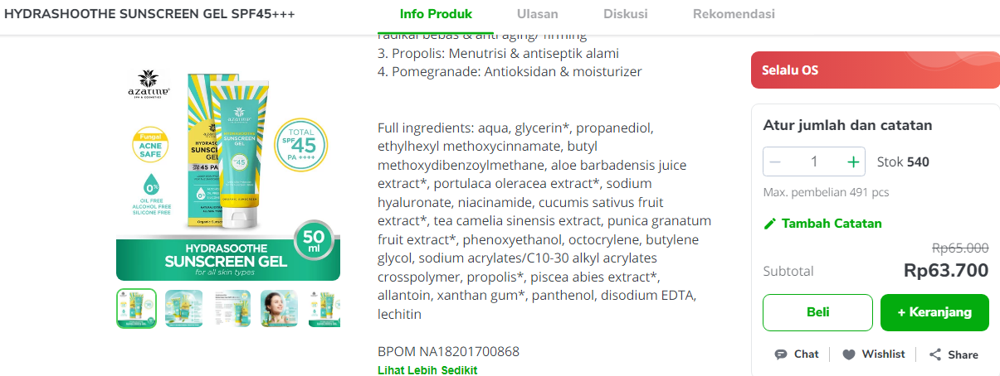 HYDRASHOOTHE SUNSCREEN GEL SPF45+++
Info Produk
Ulasan
Diskusi
Rekomendasi
radikal bebas & anti aging/ firming
3. Propolis: Menutrisi & antiseptik alami
4. Pomegranade: Antioksidan & moisturizer
Full ingredients: aqua, glycerin*, propanediol,
ethylhexyl methoxycinnamate, butyl
methoxydibenzoylmethane, aloe barbadensis juice
extract*, portulaca oleracea extract*, sodium
hyaluronate, niacinamide, cucumis sativus fruit
extract*, tea camelia sinensis extract, punica granatum
fruit extract*, phenoxyethanol, octocrylene, butylene
glycol, sodium acrylates/C10-30 alkyl acrylates
crosspolymer, propolis*, piscea abies extract*,
allantoin, xanthan gum*, panthenol, disodium EDTA,
lechitin
BPOM NA18201700868
Lihat Lebih Sedikit
azarine
SPA & COSMETICS
Fungal
ACNE
SAFE
0%
OIL FREE
ALCOHOL FREE
SILICONE FREE
azarine
HYDRASOOTHE
SUNSCREEN
GEL
45
ORGANIC SUNSCREEN
TOTAL
SPF 45
PA ++++
50
ml
HYDRASOOTHE
SUNSCREEN GEL
for all skin types
Selalu OS
Atur jumlah dan catatan
1
Stok 540
Max. pembelian 491 pcs
Tambah Catatan
Rp65.000
Subtotal
Rp63.700
Beli
+ Keranjang
Chat
Wishlist
Share